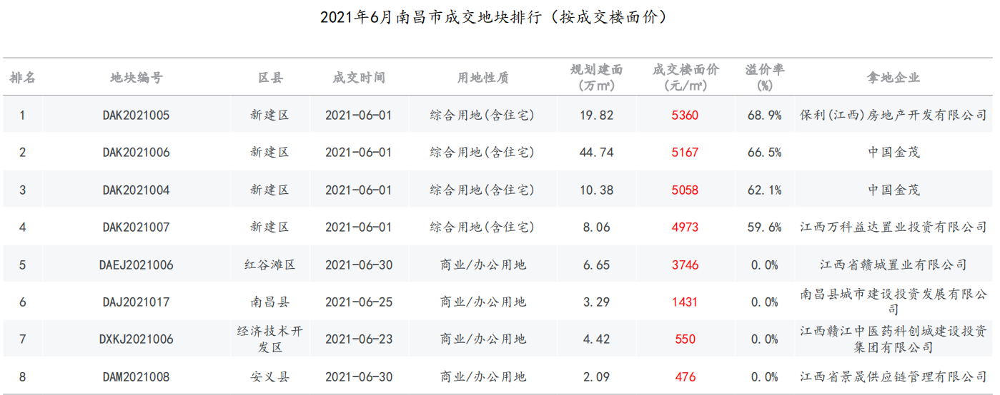 2021年6月南昌市成交地块排行（按成交楼面价）
排名 地块编号 区县 成交时间 用地性质 规划建面(万㎡) 成交楼面价(元/㎡) 溢价率(%) 拿地企业
1 DAK2021005 新建区 2021-06-01 综合用地(含住宅) 19.82 5360 68.9% 保利(江西)房地产开发有限公司
2 DAK2021006 新建区 2021-06-01 综合用地(含住宅) 44.74 5167 66.5% 中国金茂
3 DAK2021004 新建区 2021-06-01 综合用地(含住宅) 10.38 5058 62.1% 中国金茂
4 DAK2021007 新建区 2021-06-01 综合用地(含住宅) 8.06 4973 59.6% 江西万科益达置业投资有限公司
5 DAEJ2021006 红谷滩区 2021-06-30 商业/办公用地 6.65 3746 0.0% 江西省赣城置业有限公司
6 DAJ2021017 南昌县 2021-06-25 商业/办公用地 3.29 1431 0.0% 南昌县城市建设投资发展有限公司
7 DXKJ2021006 经济技术开发区 2021-06-23 商业/办公用地 4.42 550 0.0% 江西赣江中医药科创城建设投资集团有限公司
8 DAM2021008 安义县 2021-06-30 商业/办公用地 2.09 476 0.0% 江西省景晟供应链管理有限公司